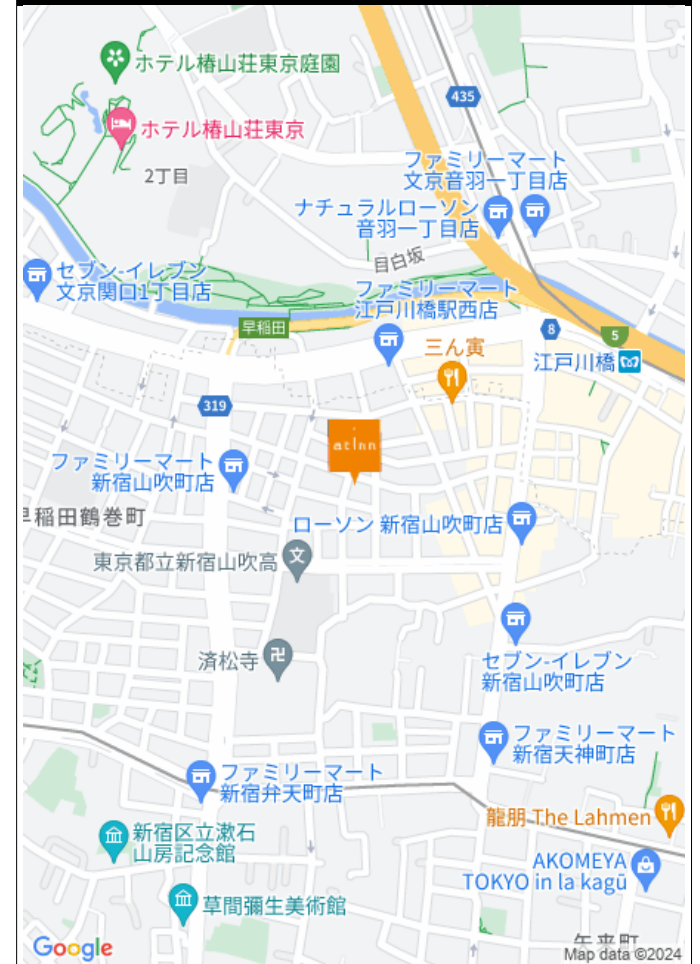 ホテル椿山荘東京庭園
435
ホテル椿山荘東京
ファミリーマート
文京音羽一丁目店
2丁目
ナチュラルローソン
音羽一丁目店
目白坂
セブン-イレブン
文京関口1丁目店
ファミリーマート
江戸川橋駅西店
早稲田
8
5
三ん寅
江戸川橋
319
at Inn
ファミリーマート
新宿山吹町店
早稲田鶴巻町
ローソン 新宿山吹町店
東京都立新宿山吹高
文
済松寺
セブン-イレブン
新宿山吹町店
ファミリーマート
新宿天神町店
ファミリーマート
新宿弁天町店
龍朋 The Lahmen
新宿区立漱石
山房記念館
AKOMEYA
TOKYO in la kagū
草間彌生美術館
矢来町
Google
Map data ©2024